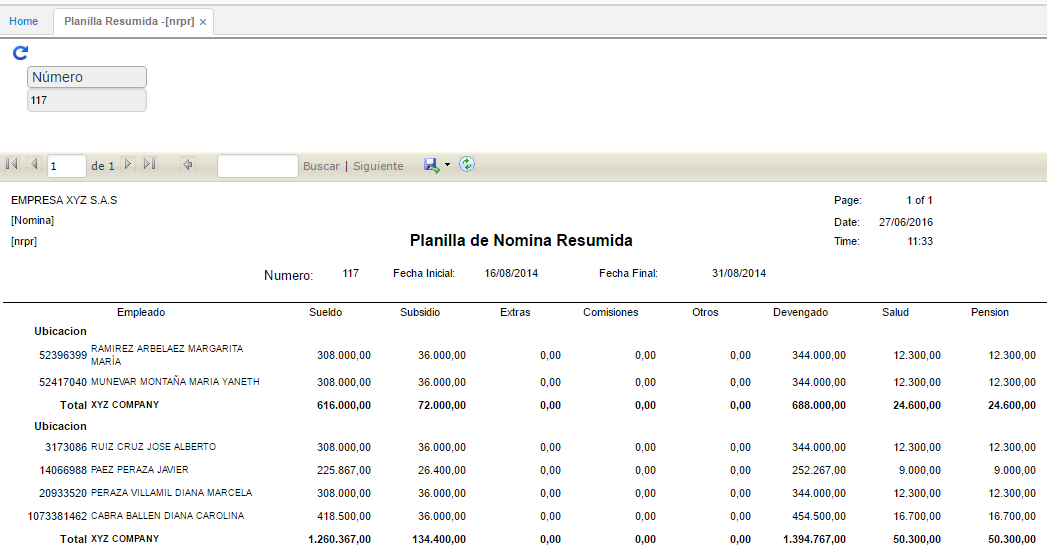 Home Planilla Resumida -[nrpr] ×
Número
117
1 de 1 Buscar | Siguiente
EMPRESA XYZ S.A.S Page: 1 of 1
[Nomina] Date: 27/06/2016
[nrpr] Planilla de Nomina Resumida Time: 11:33
Numero: 117 Fecha Inicial: 16/08/2014 Fecha Final: 31/08/2014
Empleado Sueldo Subsidio Extras Comisiones Otros Devengado Salud Pension
Ubicacion
52396399 RAMIREZ ARBELAEZ MARGARITA
MARÍA 308.000,00 36.000,00 0,00 0,00 0,00 344.000,00 12.300,00 12.300,00
52417040 MUNEVAR MONTAÑA MARIA YANETH 308.000,00 36.000,00 0,00 0,00 0,00 344.000,00 12.300,00 12.300,00
Total XYZ COMPANY 616.000,00 72.000,00 0,00 0,00 0,00 688.000,00 24.600,00 24.600,00
Ubicacion
3173086 RUIZ CRUZ JOSE ALBERTO 308.000,00 36.000,00 0,00 0,00 0,00 344.000,00 12.300,00 12.300,00
14066988 PAEZ PERAZA JAVIER 225.867,00 26.400,00 0,00 0,00 0,00 252.267,00 9.000,00 9.000,00
20933520 PERAZA VILLAMIL DIANA MARCELA 308.000,00 36.000,00 0,00 0,00 0,00 344.000,00 12.300,00 12.300,00
1073381462 CABRA BALLEN DIANA CAROLINA 418.500,00 36.000,00 0,00 0,00 0,00 454.500,00 16.700,00 16.700,00
Total XYZ COMPANY 1.260.367,00 134.400,00 0,00 0,00 0,00 1.394.767,00 50.300,00 50.300,00